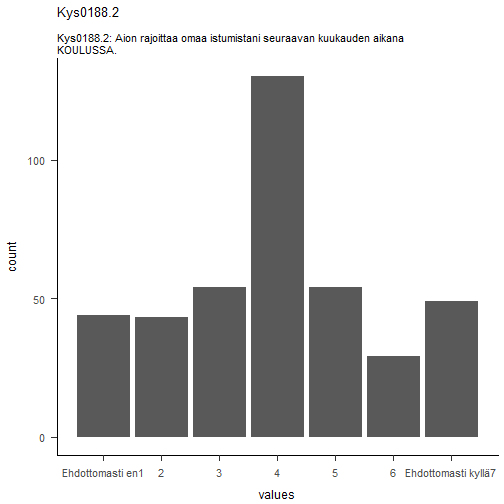 Kys0188.2
Kys0188.2: Aion rajoittaa omaa istumistani seuraavan kuukauden aikana
KOULUSSA.
100
50
0
count
Ehdottomasti en1 2 3 4 5 6 Ehdottomasti kyllä7
values